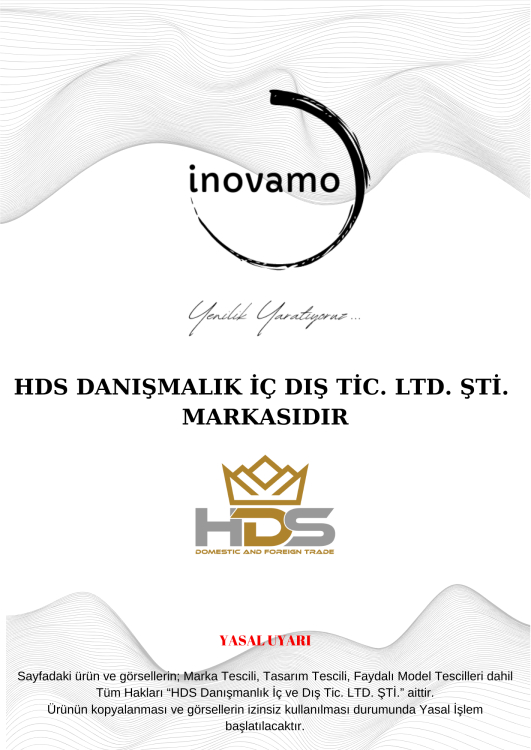 inovamo
Yenilik Yaratıyoruz...
HDS DANIŞMALIK İÇ DIŞ TİC. LTD. ŞTİ.
MARKASIDIR
HDS
DOMESTIC AND FOREIGN TRADE
YASAL UYARI
Sayfadaki ürün ve görsellerin; Marka Tescili, Tasarım Tescili, Faydalı Model Tescilleri dahil
Tüm Hakları “HDS Danışmanlık İç ve Dış Tic. LTD. ŞTİ.” aittir.
Ürünün kopyalanması ve görsellerin izinsiz kullanılması durumunda Yasal İşlem
başlatılacaktır.